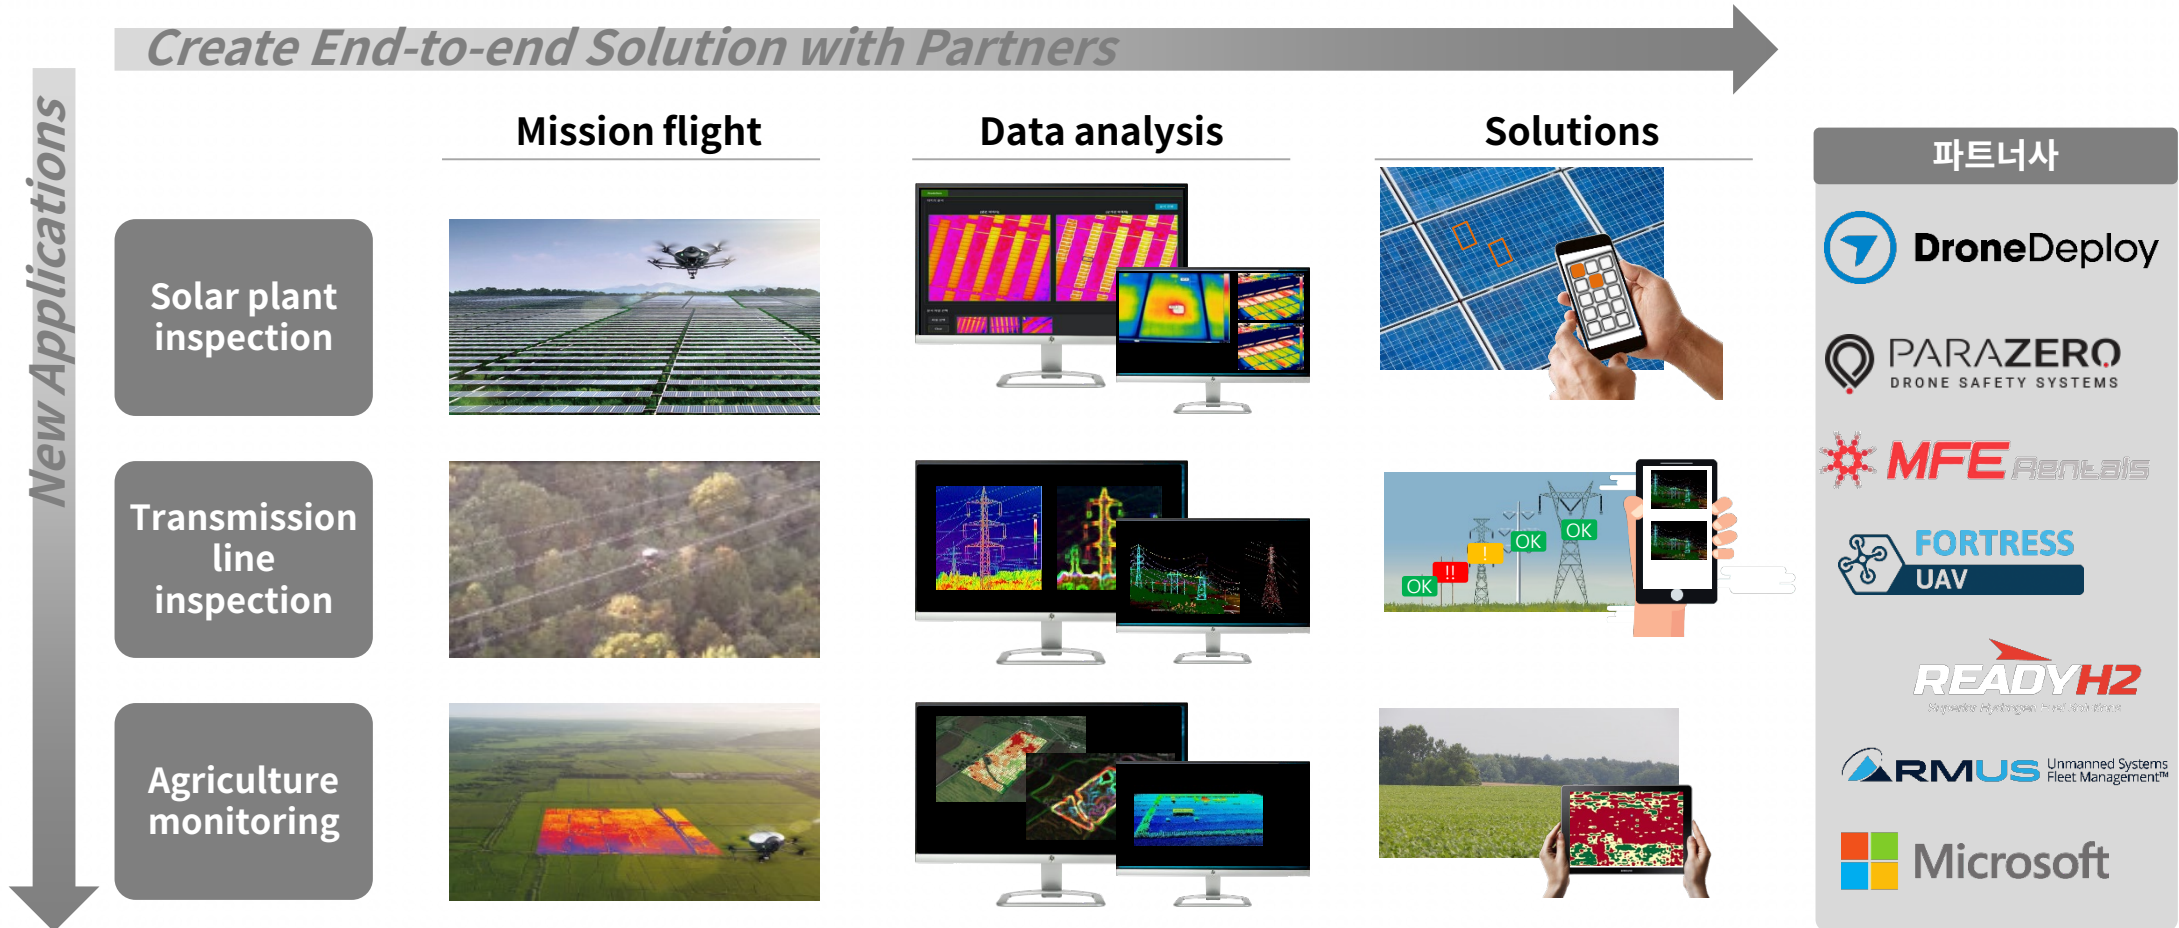 Create End-to-end Solution with Partners
New Applications
Mission flight
Data analysis
Solutions
파트너사
Solar plant
inspection
Transmission
line
inspection
OK
!!
!
OK
OK
Agriculture
monitoring
DroneDeploy
PARAZERO
DRONE SAFETY SYSTEMS
MFE Rentals
FORTRESS
UAV
READYH2
ARMUS
Unmanned Systems
Fleet Management™
Microsoft